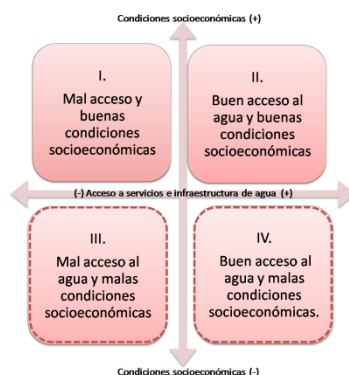 Condiciones socioeconómicas (+)
I.
Mal acceso y
buenas
condiciones
socioeconómicas
II.
Buen acceso al
agua y buenas
condiciones
socioeconómicas
(-) Acceso a servicios e infraestructura de agua (+)
III.
Mal acceso al
agua y malas
condiciones
socioeconómicas
IV.
Buen acceso al
agua y malas
condiciones
socioeconómicas.
Condiciones socioeconómicas (-)